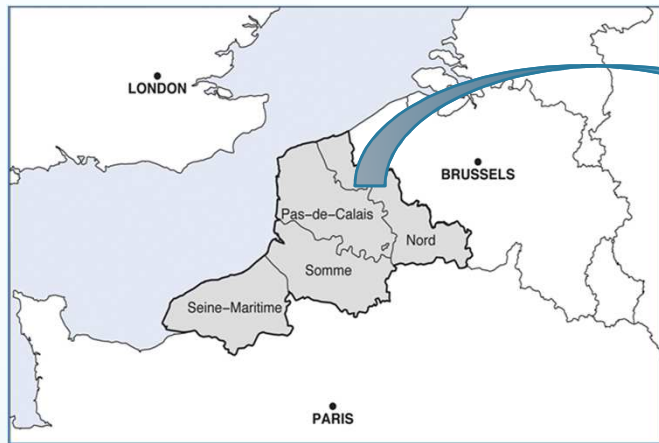 LONDON
BRUSSELS
Pas-de-Calais
Nord
Somme
Seine-Maritime
PARIS